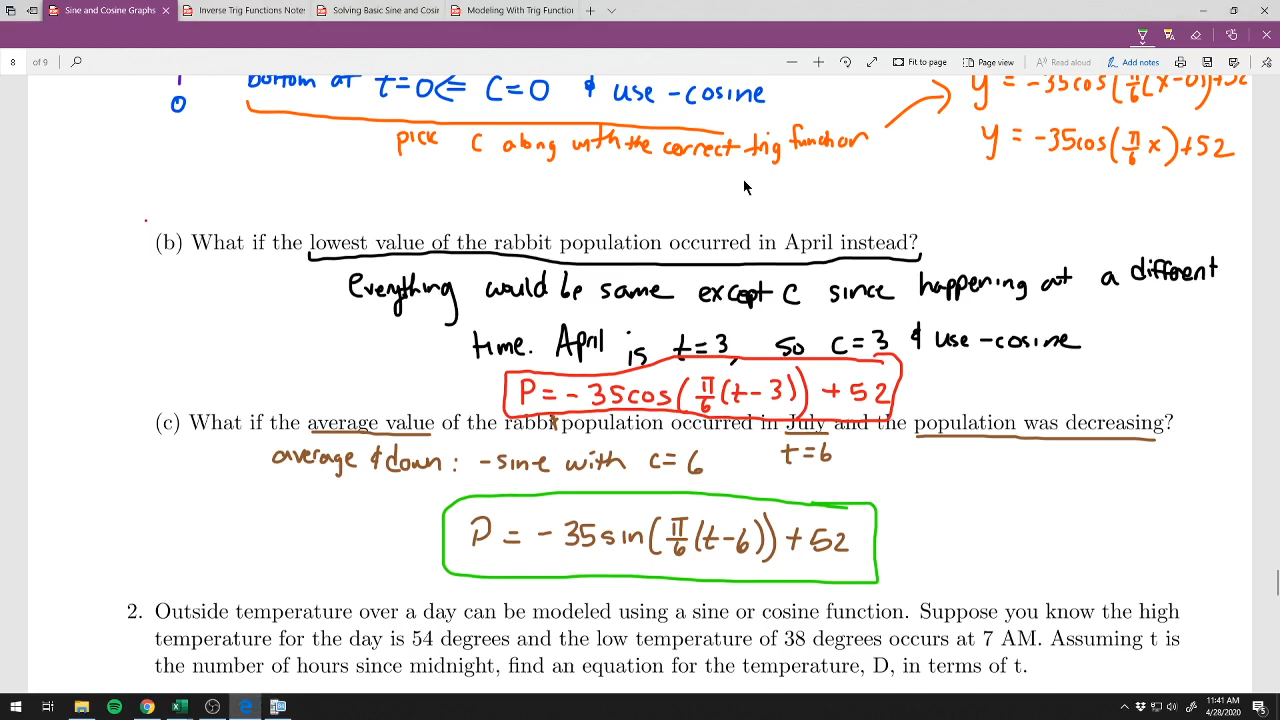 Sine and Cosine Graphs
Inverse Trig Functions Notes
Solving Basic Sine and Cosin
Modeling With Trig Function
8 of 9
Fit to page
Page view
Read aloud
Add notes
bottom at t=0 ⇐ C=0 & use -cosine
0
y = -35cos(π/6(x-0))+52
pick C along with the correct trig function
y = -35cos(π/6 x)+52
(b) What if the lowest value of the rabbit population occurred in April instead?
Everything would be same except C since happening at a different
time. April is t=3, so c=3 & use -cosine
P = -35cos(π/6(t-3)) + 52
(c) What if the average value of the rabbit population occurred in July and the population was decreasing?
average & down: -sine with c=6
t=6
P = -35sin(π/6(t-6)) + 52
2. Outside temperature over a day can be modeled using a sine or cosine function. Suppose you know the high
temperature for the day is 54 degrees and the low temperature of 38 degrees occurs at 7 AM. Assuming t is
the number of hours since midnight, find an equation for the temperature, D, in terms of t.
11:41 AM
4/28/2020